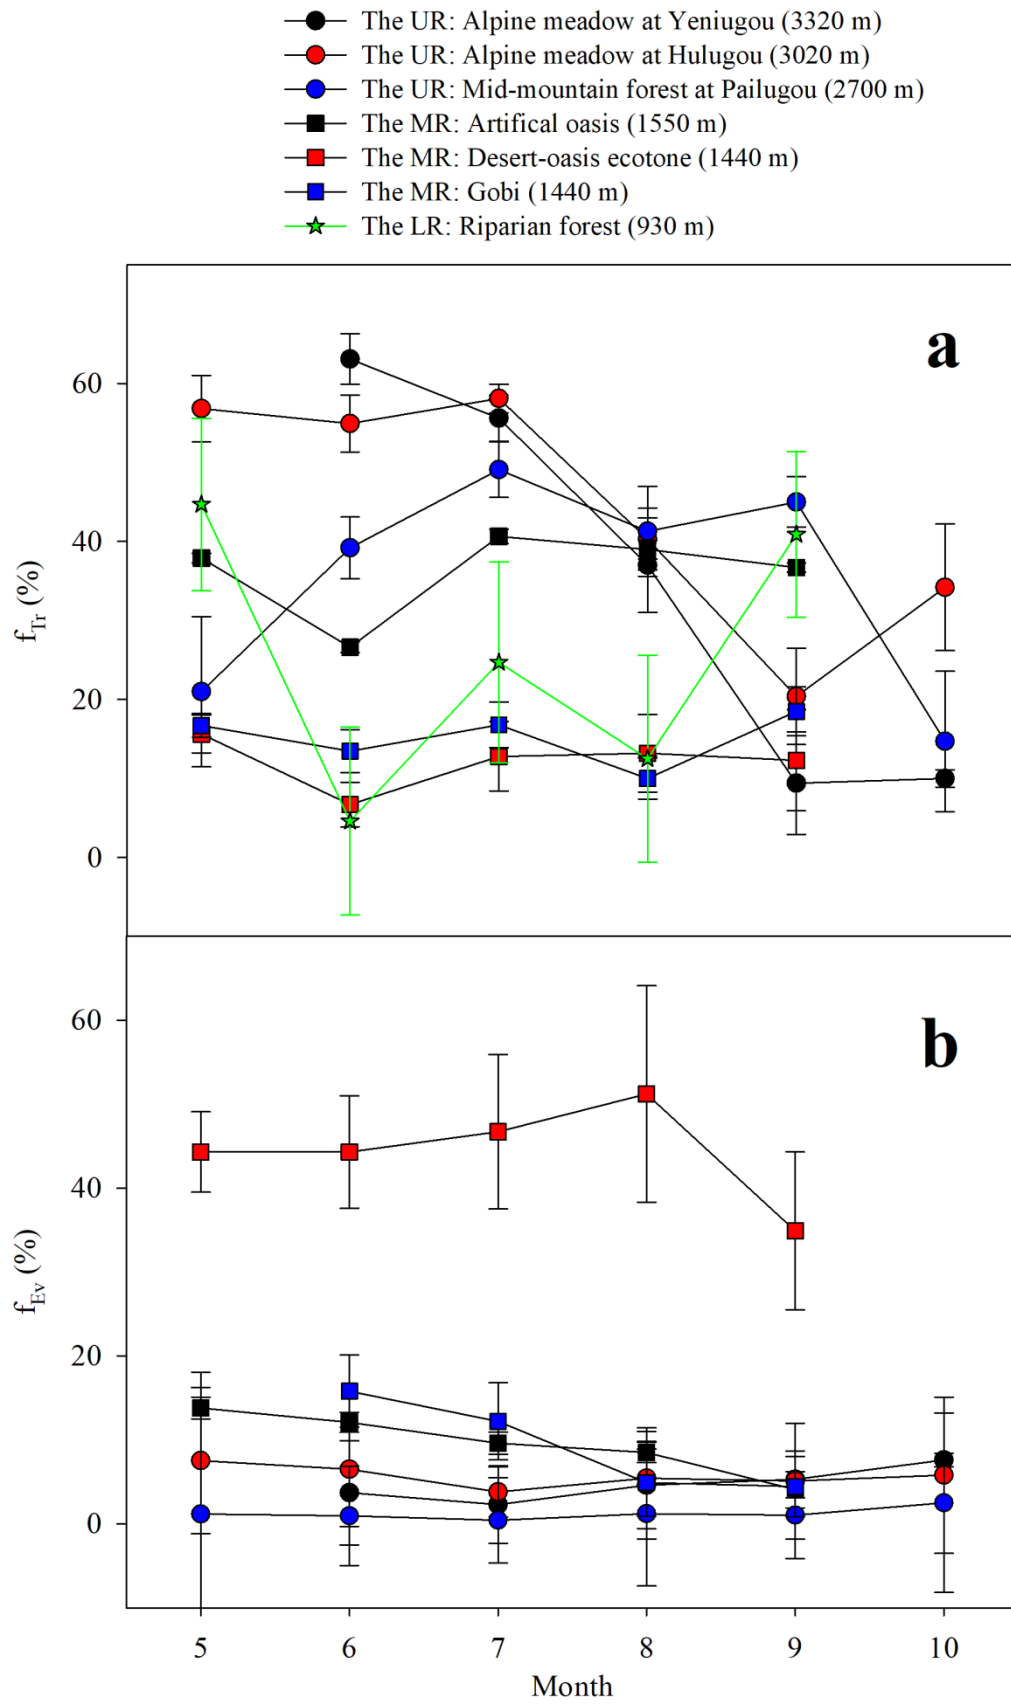 The UR: Alpine meadow at Yeniugou (3320 m)
The UR: Alpine meadow at Hulugou (3020 m)
The UR: Mid-mountain forest at Pailugou (2700 m)
The MR: Artifical oasis (1550 m)
The MR: Desert-oasis ecotone (1440 m)
The MR: Gobi (1440 m)
The LR: Riparian forest (930 m)
a
60
40
20
0
f_Tr (%)
b
60
40
20
0
f_Ev (%)
5 6 7 8 9 10
Month